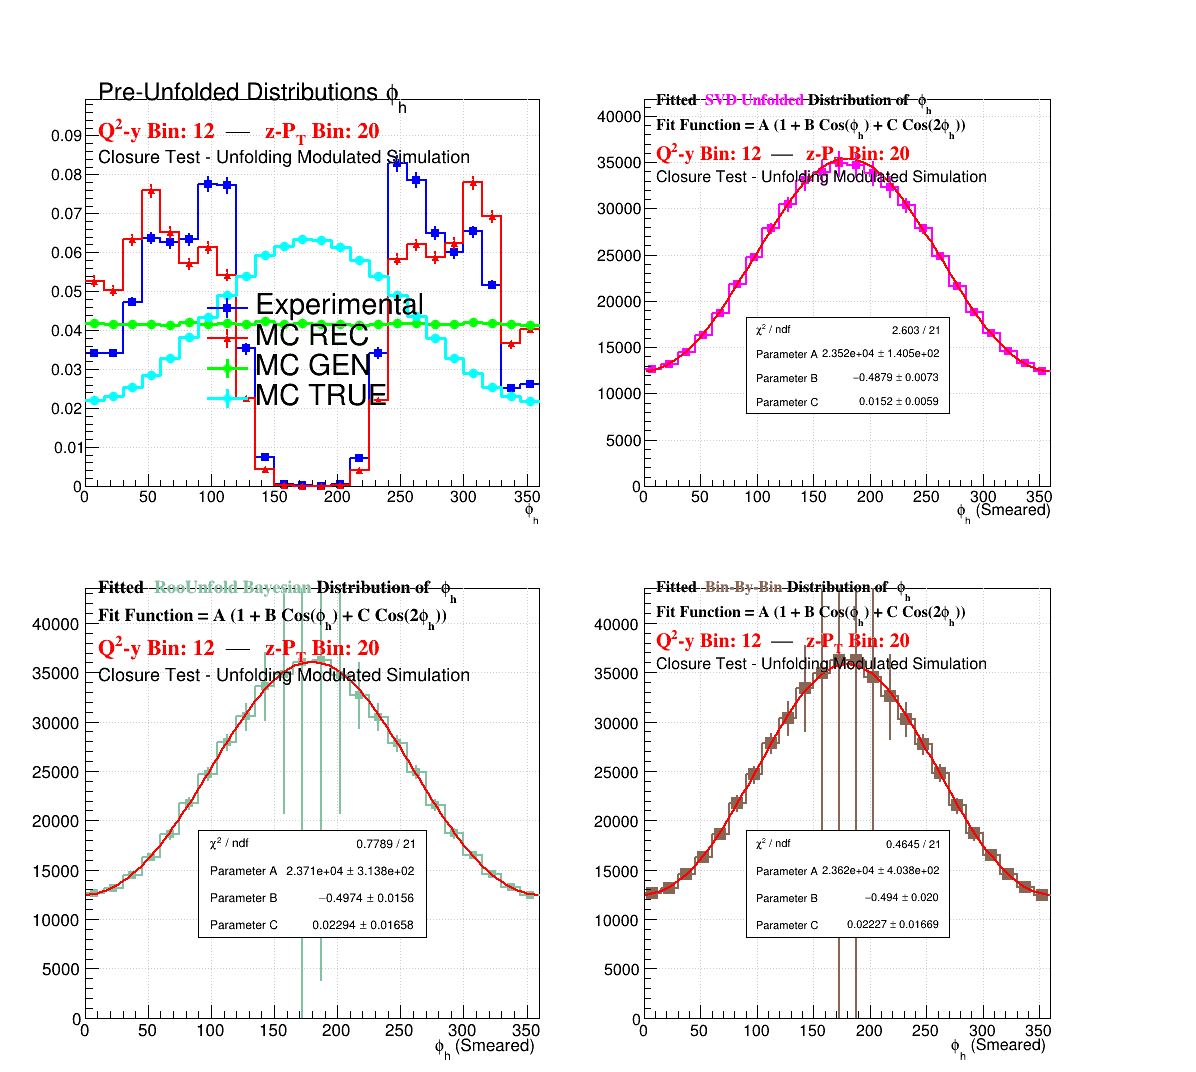 Pre-Unfolded Distributions ϕh
Q²-y Bin: 12 — z-PT Bin: 20
Closure Test - Unfolding Modulated Simulation
0.09
0.08
0.07
0.06
0.05
0.04
0.03
0.02
0.01
0
Experimental
MC REC
MC GEN
MC TRUE
0 50 100 150 200 250 300 350
ϕh
Fitted SVD Unfolded Distribution of ϕh
Fit Function = A (1 + B Cos(ϕh) + C Cos(2ϕh))
Q²-y Bin: 12 — z-PT Bin: 20
Closure Test - Unfolding Modulated Simulation
40000
35000
30000
25000
20000
15000
10000
5000
0
χ² / ndf 2.603 / 21
Parameter A 2.352e+04 ± 1.405e+02
Parameter B −0.4879 ± 0.0073
Parameter C 0.0152 ± 0.0059
0 50 100 150 200 250 300 350
ϕh (Smeared)
Fitted RooUnfold Bayesian Distribution of ϕh
Fit Function = A (1 + B Cos(ϕh) + C Cos(2ϕh))
Q²-y Bin: 12 — z-PT Bin: 20
Closure Test - Unfolding Modulated Simulation
40000
35000
30000
25000
20000
15000
10000
5000
0
χ² / ndf 0.7789 / 21
Parameter A 2.371e+04 ± 3.138e+02
Parameter B −0.4974 ± 0.0156
Parameter C 0.02294 ± 0.01658
0 50 100 150 200 250 300 350
ϕh (Smeared)
Fitted Bin-By-Bin Distribution of ϕh
Fit Function = A (1 + B Cos(ϕh) + C Cos(2ϕh))
Q²-y Bin: 12 — z-PT Bin: 20
Closure Test - Unfolding Modulated Simulation
40000
35000
30000
25000
20000
15000
10000
5000
0
χ² / ndf 0.4645 / 21
Parameter A 2.362e+04 ± 4.038e+02
Parameter B −0.494 ± 0.020
Parameter C 0.02227 ± 0.01669
0 50 100 150 200 250 300 350
ϕh (Smeared)